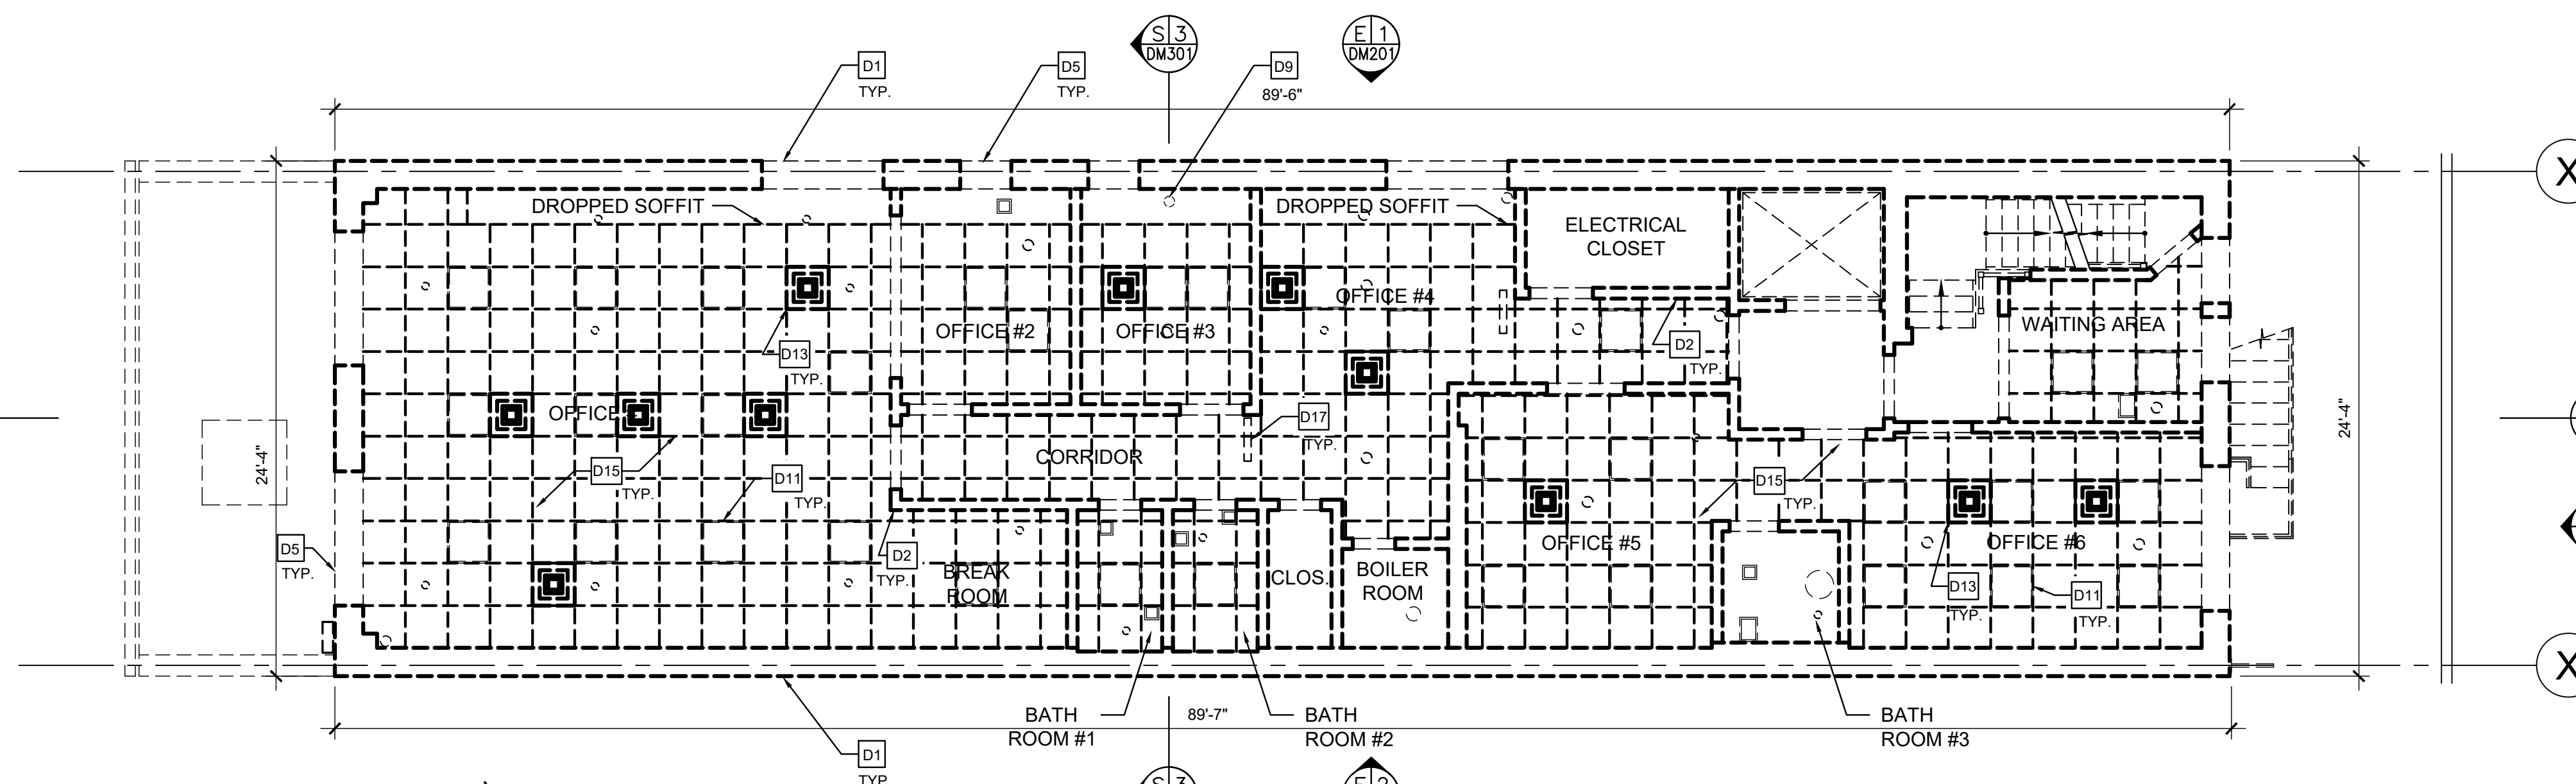 S 3
DM301
E 1
DM201
D1
TYP.
D5
TYP.
D9
89'-6"
X
DROPPED SOFFIT
DROPPED SOFFIT
ELECTRICAL
CLOSET
OFFICE #4
OFFICE #2
OFFICE #3
WAITING AREA
D2
TYP.
D13
TYP.
OFFICE
D17
TYP.
24'-4"
24'-4"
CORRIDOR
D15
TYP.
D11
TYP.
D15
TYP.
D5
TYP.
D2
TYP.
OFFICE #5
OFFICE #6
BREAK
ROOM
CLOS.
BOILER
ROOM
D13
TYP.
D11
TYP.
X
BATH
ROOM #1
89'-7"
BATH
ROOM #2
BATH
ROOM #3
D1
TYP
S 3
E 2